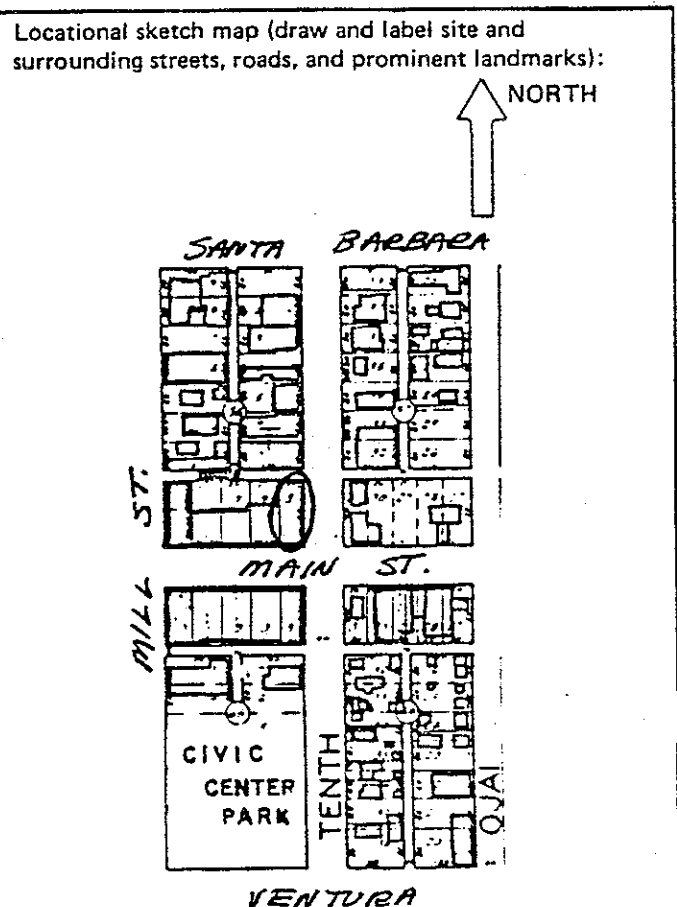 Locational sketch map (draw and label site and
surrounding streets, roads, and prominent landmarks):
NORTH
SANTA BARBARA
MILL ST.
MAIN ST.
CIVIC
CENTER
PARK
TENTH
OJAI
VENTURA